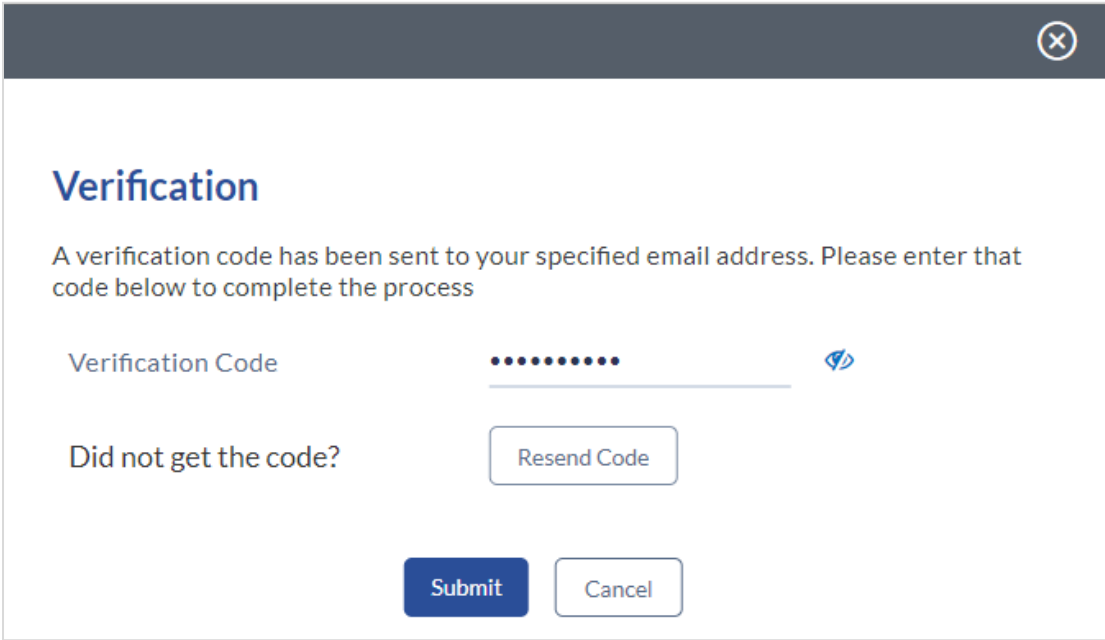 Verification
A verification code has been sent to your specified email address. Please enter that
code below to complete the process
Verification Code ••••••••••
Did not get the code? Resend Code
Submit Cancel